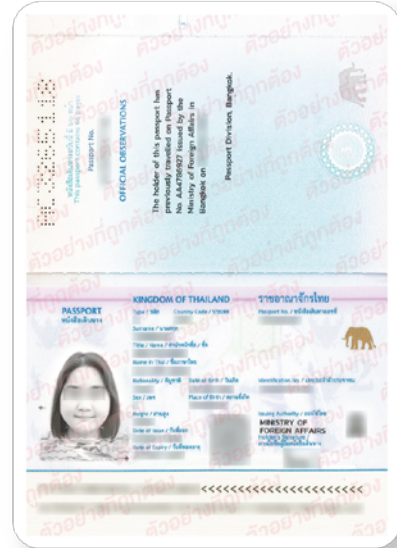 หนังสือเดินทางเล่มนี้มี
This passport contains
Passport No.
OFFICIAL OBSERVATIONS
The holder of this passport has
previously travelled on Passport
No. AA4786927 issued by the
Ministry of Foreign Affairs in
Bangkok on
Passport Division, Bangkok.
ตัวอย่างที่ถูกต้อง
KINGDOM OF THAILAND
ราชอาณาจักรไทย
PASSPORT
หนังสือเดินทาง
Type / ชนิด Country Code / รหัสประเทศ Passport No. / หนังสือเดินทางเลขที่
Surname / นามสกุล
Title / Name / คำนำหน้าชื่อ / ชื่อ
Name in Thai / ชื่อภาษาไทย
Nationality / สัญชาติ Date of birth / วันเกิด Identification No. / เลขประจำตัวประชาชน
Sex / เพศ Place of birth / สถานที่เกิด
Height / ส่วนสูง Issuing Authority / ออกให้โดย
MINISTRY OF
FOREIGN AFFAIRS
Date of issue / วันที่ออก Holder's Signature /
Date of Expiry / วันที่หมดอายุ
<<<<<<<<<<<<<<<<<<<<<<<